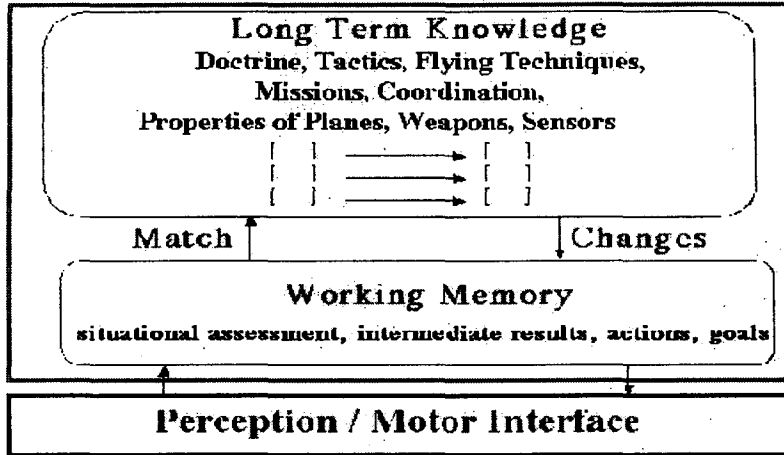 Long Term Knowledge
Doctrine, Tactics, Flying Techniques,
Missions, Coordination,
Properties of Planes, Weapons, Sensors
[ ] [ ]
[ ] [ ]
[ ] [ ]
Match Changes
Working Memory
situational assessment, intermediate results, actions, goals
Perception / Motor Interface